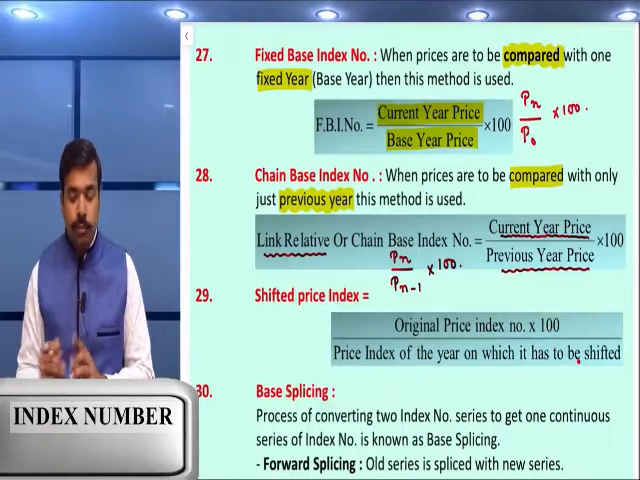 27. Fixed Base Index No. : When prices are to be compared with one
fixed Year (Base Year) then this method is used.
F.B.I.No. = Current Year Price / Base Year Price ×100 Pn / P0 ×100.
28. Chain Base Index No. : When prices are to be compared with only
just previous year this method is used.
Link Relative Or Chain Base Index No. = Current Year Price / Previous Year Price ×100
Pn / Pn-1 ×100.
29. Shifted price Index =
Original Price index no. x 100
Price Index of the year on which it has to be shifted
30. Base Splicing :
Process of converting two Index No. series to get one continuous
series of Index No. is known as Base Splicing.
- Forward Splicing : Old series is spliced with new series.
INDEX NUMBER